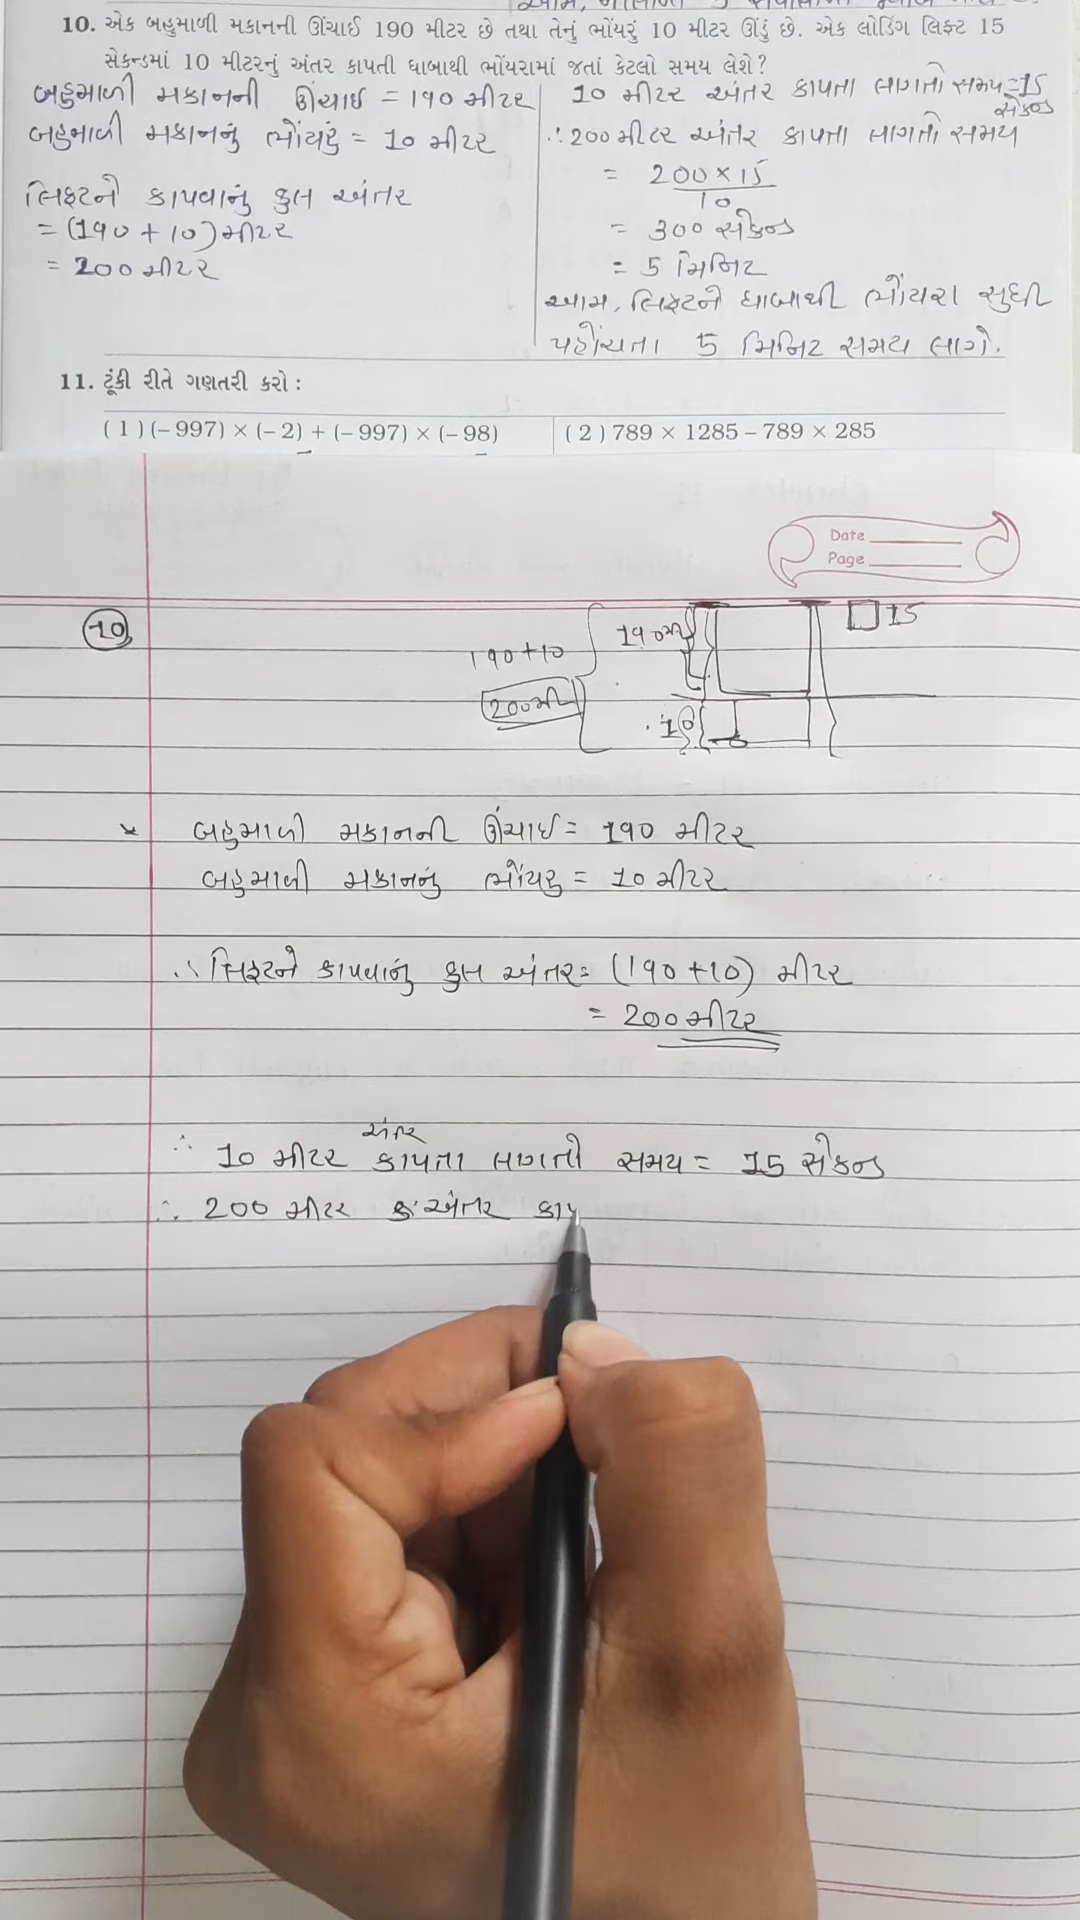 10. એક બહુમાળી મકાનની ઊંચાઈ 190 મીટર છે તથા તેનું ભોંયરું 10 મીટર ઊંડું છે. એક લોડિંગ લિફ્ટ 15
સેકન્ડમાં 10 મીટરનું અંતર કાપતી ધાબાથી ભોંયરામાં જતાં કેટલો સમય લેશે?
બહુમાળી મકાનની ઊંચાઈ = ૧૯૦ મીટર
બહુમાળી મકાનનું ભોંયરું = 10 મીટર
લિફ્ટને કાપવાનું કુલ અંતર
= (190 + 10) મીટર
= 200 મીટર
10 મીટર અંતર કાપતા લાગતો સમય = 15
સેકન્ડ
∴ 200 મીટર અંતર કાપતા લાગતો સમય
= 200 × 15
10
= 300 સેકન્ડ
= 5 મિનિટ
આમ, લિફ્ટને ધાબાથી ભોંયરા સુધી
પહોંચતા 5 મિનિટ સમય લાગે.
11. ટૂંકી રીતે ગણતરી કરો :
( 1 ) (– 997) × (– 2) + (– 997) × (– 98)
( 2 ) 789 × 1285 – 789 × 285
Date
Page
10
190મી
15
190 + 10
200મી
10
* બહુમાળી મકાનની ઊંચાઈ = 190 મીટર
બહુમાળી મકાનનું ભોંયરુ = 10 મીટર
∴ લિફ્ટને કાપવાનું કુલ અંતર = (190 + 10) મીટર
= 200 મીટર
અંતર
∴ 10 મીટર કાપતા લાગતો સમય = 15 સેકન્ડ
∴ 200 મીટર અંતર કાપ